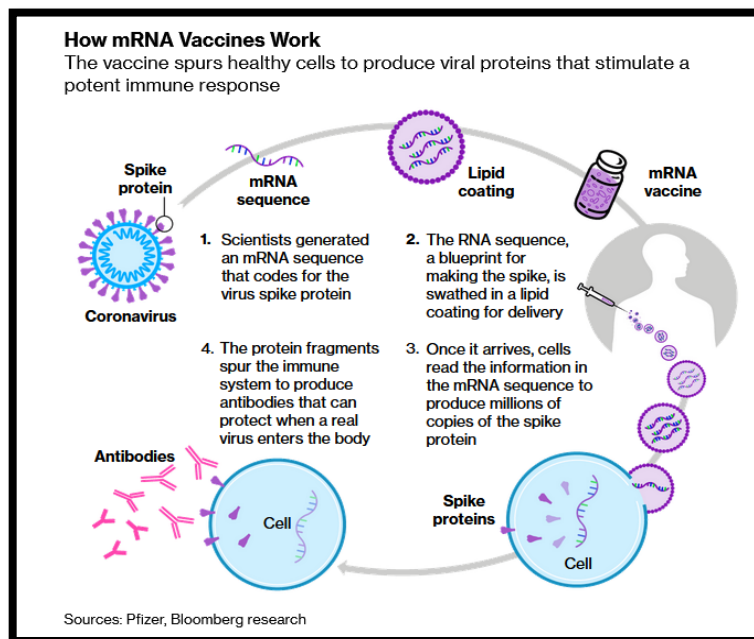 How mRNA Vaccines Work
The vaccine spurs healthy cells to produce viral proteins that stimulate a
potent immune response
Spike
protein
mRNA
sequence
Lipid
coating
mRNA
vaccine
Coronavirus
1. Scientists generated
an mRNA sequence
that codes for the
virus spike protein
2. The RNA sequence,
a blueprint for
making the spike, is
swathed in a lipid
coating for delivery
3. Once it arrives, cells
read the information in
the mRNA sequence to
produce millions of
copies of the spike
protein
4. The protein fragments
spur the immune
system to produce
antibodies that can
protect when a real
virus enters the body
Antibodies
Cell
Spike
proteins
Cell
Sources: Pfizer, Bloomberg research